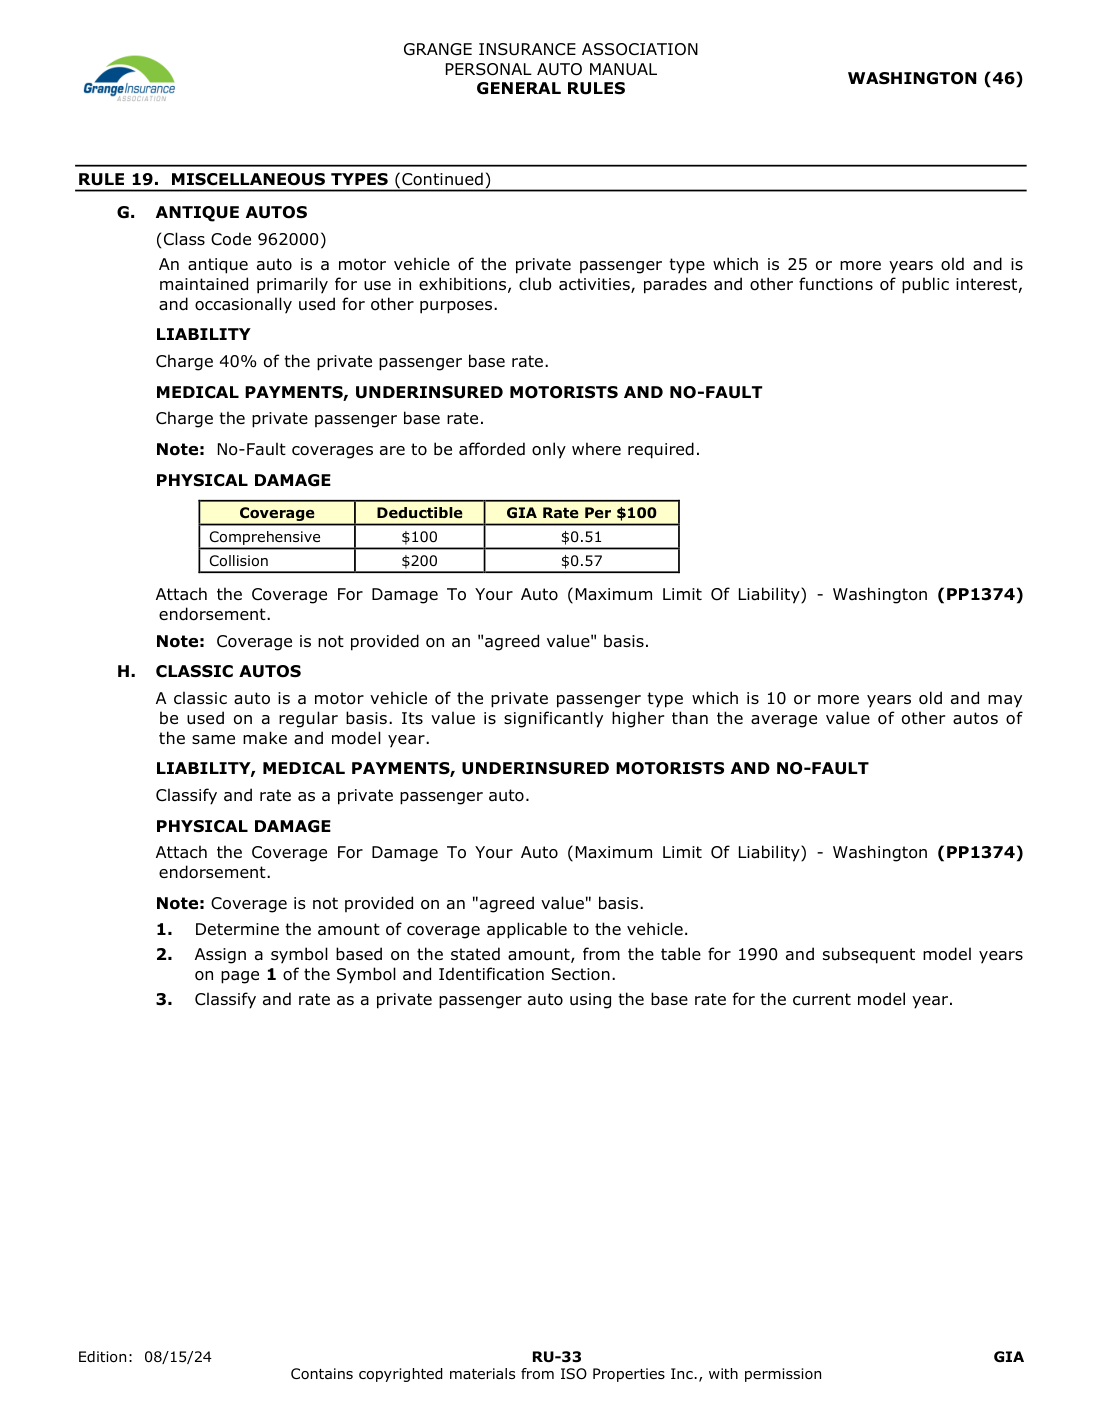 GRANGE INSURANCE ASSOCIATION
PERSONAL AUTO MANUAL
GENERAL RULES
WASHINGTON (46)
GrangeInsurance
ASSOCIATION
RULE 19. MISCELLANEOUS TYPES (Continued)
G. ANTIQUE AUTOS
(Class Code 962000)
An antique auto is a motor vehicle of the private passenger type which is 25 or more years old and is
maintained primarily for use in exhibitions, club activities, parades and other functions of public interest,
and occasionally used for other purposes.
LIABILITY
Charge 40% of the private passenger base rate.
MEDICAL PAYMENTS, UNDERINSURED MOTORISTS AND NO-FAULT
Charge the private passenger base rate.
Note: No-Fault coverages are to be afforded only where required.
PHYSICAL DAMAGE
Coverage Deductible GIA Rate Per $100
Comprehensive $100 $0.51
Collision $200 $0.57
Attach the Coverage For Damage To Your Auto (Maximum Limit Of Liability) - Washington (PP1374)
endorsement.
Note: Coverage is not provided on an "agreed value" basis.
H. CLASSIC AUTOS
A classic auto is a motor vehicle of the private passenger type which is 10 or more years old and may
be used on a regular basis. Its value is significantly higher than the average value of other autos of
the same make and model year.
LIABILITY, MEDICAL PAYMENTS, UNDERINSURED MOTORISTS AND NO-FAULT
Classify and rate as a private passenger auto.
PHYSICAL DAMAGE
Attach the Coverage For Damage To Your Auto (Maximum Limit Of Liability) - Washington (PP1374)
endorsement.
Note: Coverage is not provided on an "agreed value" basis.
1. Determine the amount of coverage applicable to the vehicle.
2. Assign a symbol based on the stated amount, from the table for 1990 and subsequent model years
on page 1 of the Symbol and Identification Section.
3. Classify and rate as a private passenger auto using the base rate for the current model year.
Edition: 08/15/24 RU-33 GIA
Contains copyrighted materials from ISO Properties Inc., with permission